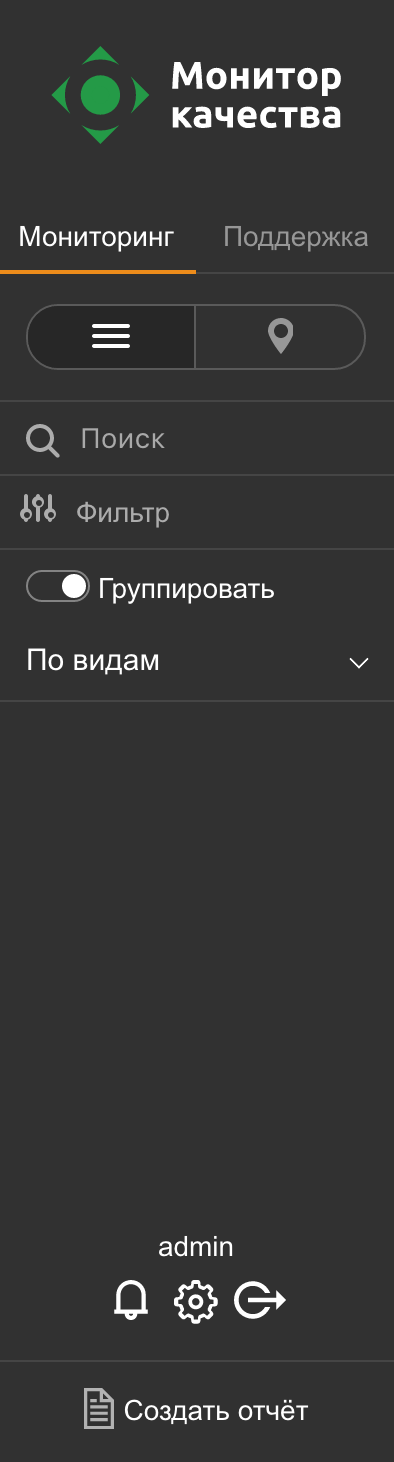 Монитор
качества
Мониторинг Поддержка
Поиск
Фильтр
Группировать
По видам
admin
Создать отчёт